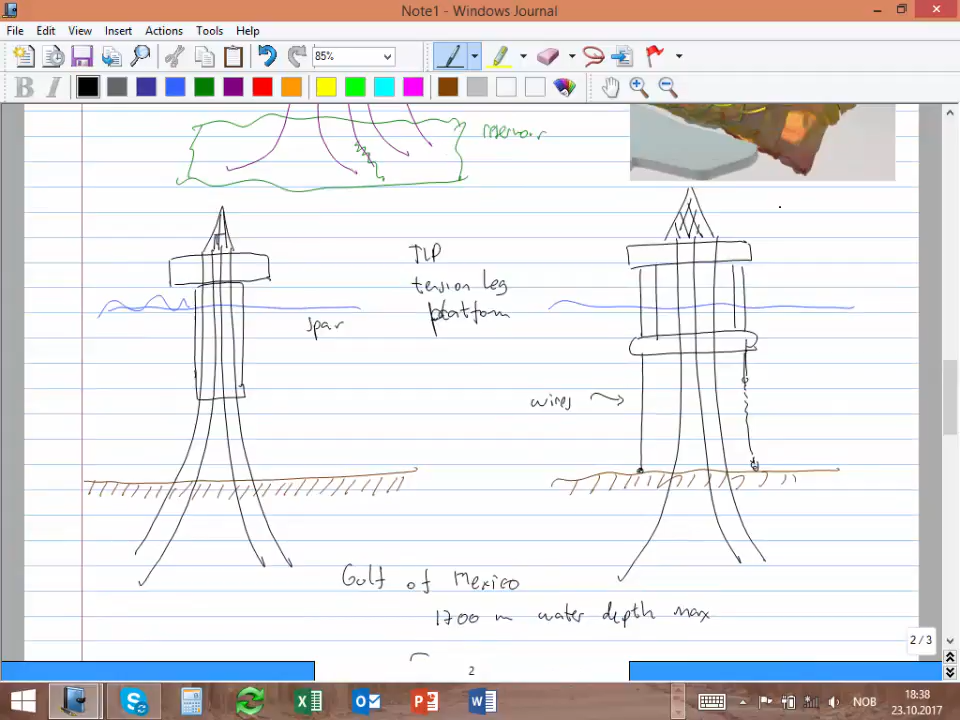 Note1 - Windows Journal
File Edit View Insert Actions Tools Help
85%
B I
reservoir
TLP
tension leg
platform
spar
wires
Gulf of Mexico
1700 m water depth max
2 / 3
2
NOB
18:38
23.10.2017